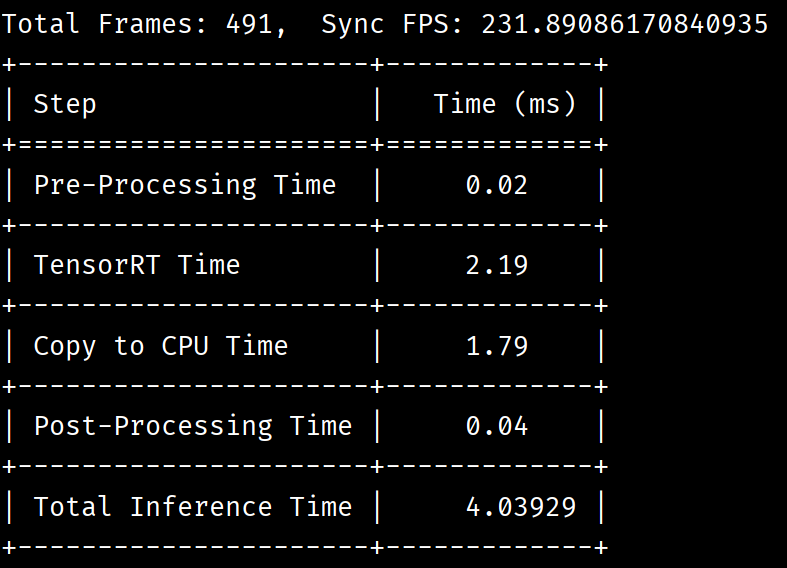 Total Frames: 491,  Sync FPS: 231.89086170840935
+----------------------+-------------+
| Step                 |   Time (ms) |
+======================+=============+
| Pre-Processing Time  |     0.02    |
+----------------------+-------------+
| TensorRT Time        |     2.19    |
+----------------------+-------------+
| Copy to CPU Time     |     1.79    |
+----------------------+-------------+
| Post-Processing Time |     0.04    |
+----------------------+-------------+
| Total Inference Time |     4.03929 |
+----------------------+-------------+